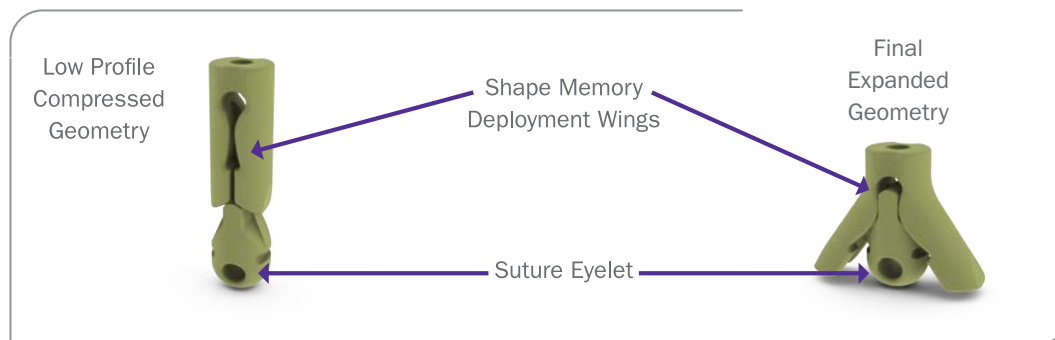 Low Profile
Compressed
Geometry
Shape Memory
Deployment Wings
Final
Expanded
Geometry
Suture Eyelet